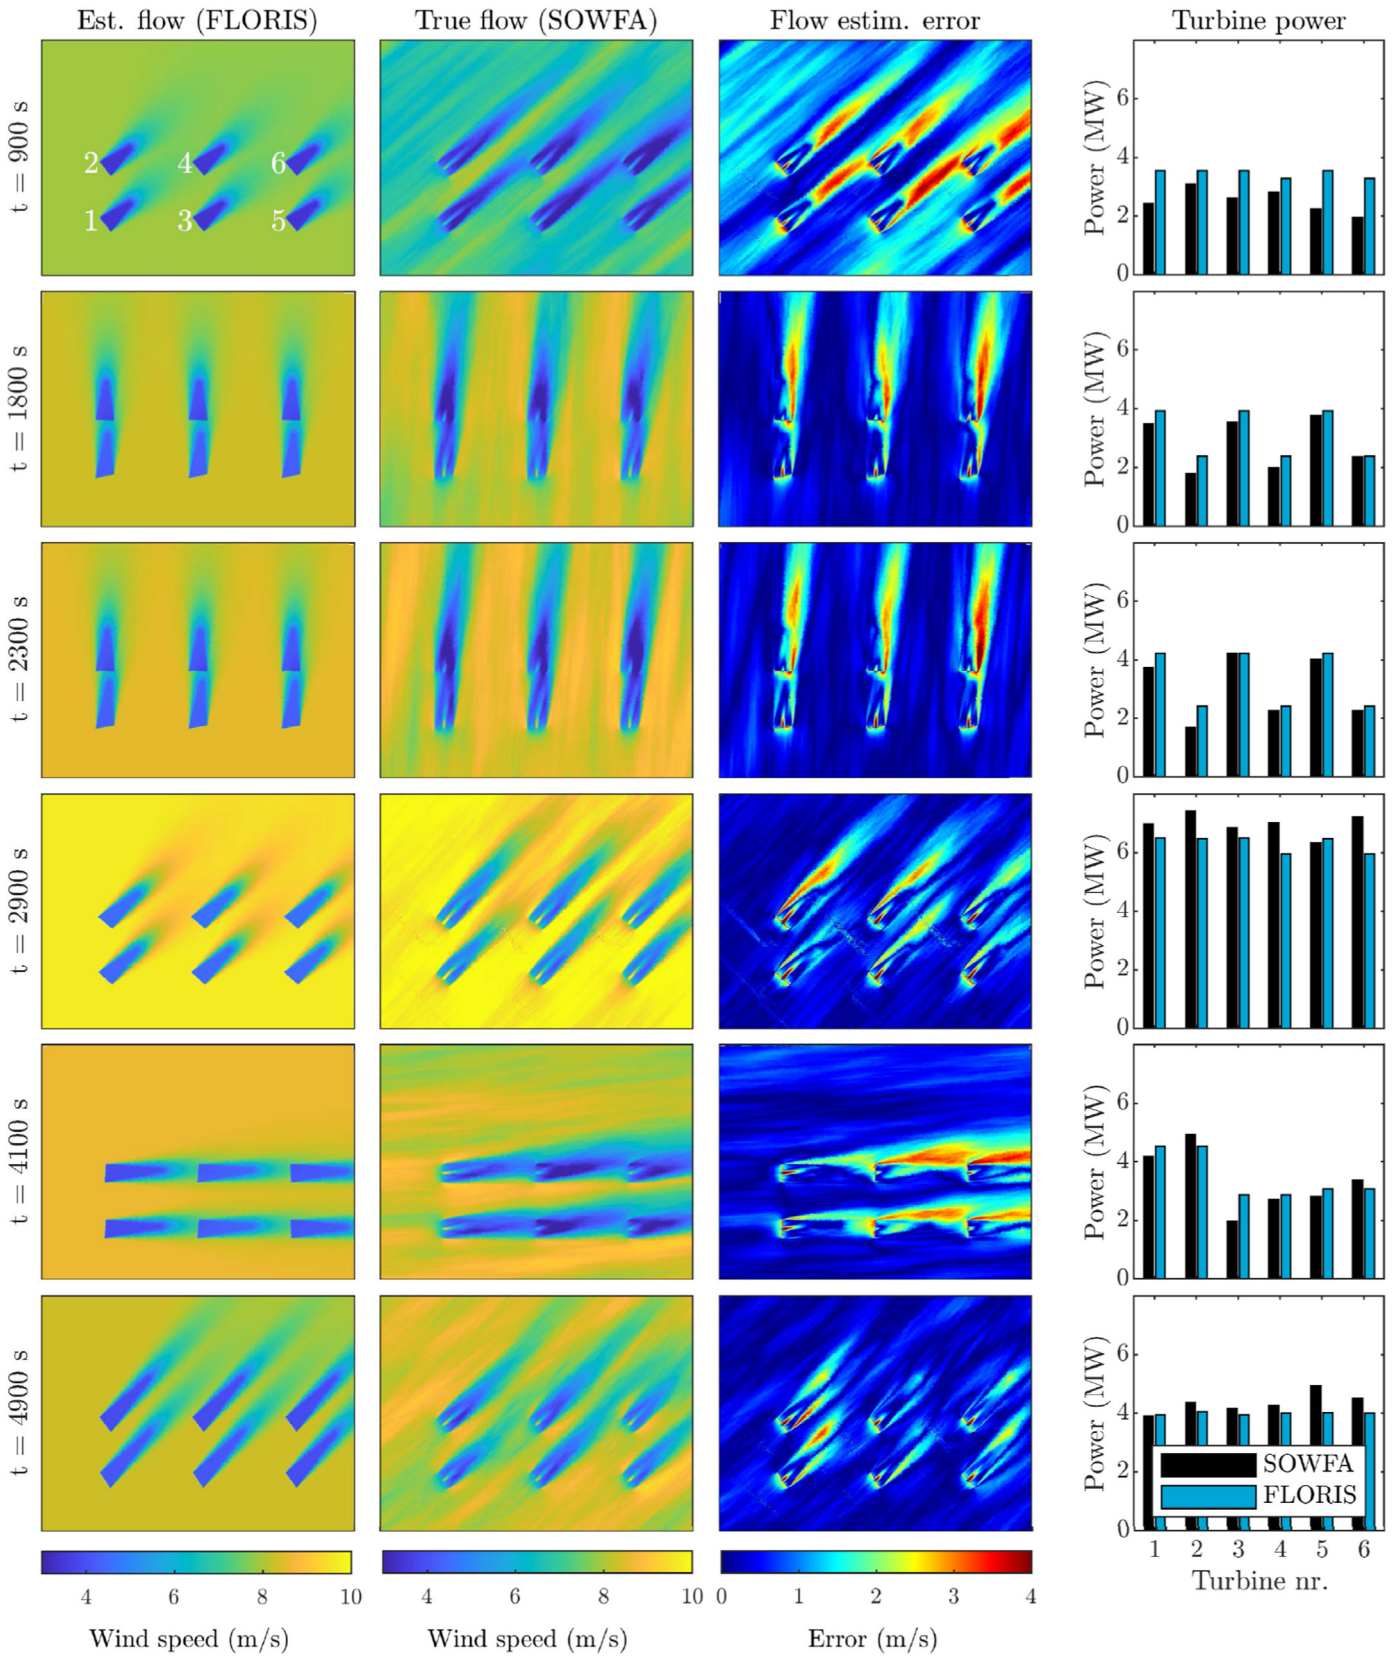 Est. flow (FLORIS)
True flow (SOWFA)
Flow estim. error
Turbine power
t = 900 s
2 4 6
1 3 5
Power (MW)
6
4
2
0
t = 1800 s
Power (MW)
6
4
2
0
t = 2300 s
Power (MW)
6
4
2
0
t = 2900 s
Power (MW)
6
4
2
0
t = 4100 s
Power (MW)
6
4
2
0
t = 4900 s
Power (MW)
6
4
2
0
SOWFA
FLORIS
1 2 3 4 5 6
Turbine nr.
4 6 8 10
Wind speed (m/s)
4 6 8 10
Wind speed (m/s)
0 1 2 3 4
Error (m/s)